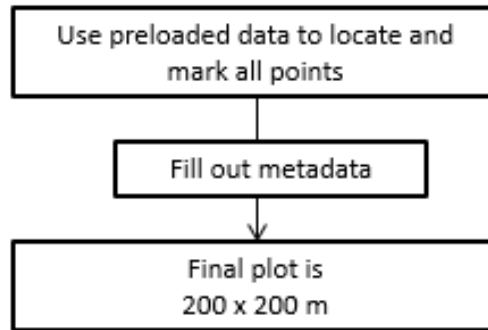 Use preloaded data to locate and
mark all points
Fill out metadata
Final plot is
200 x 200 m